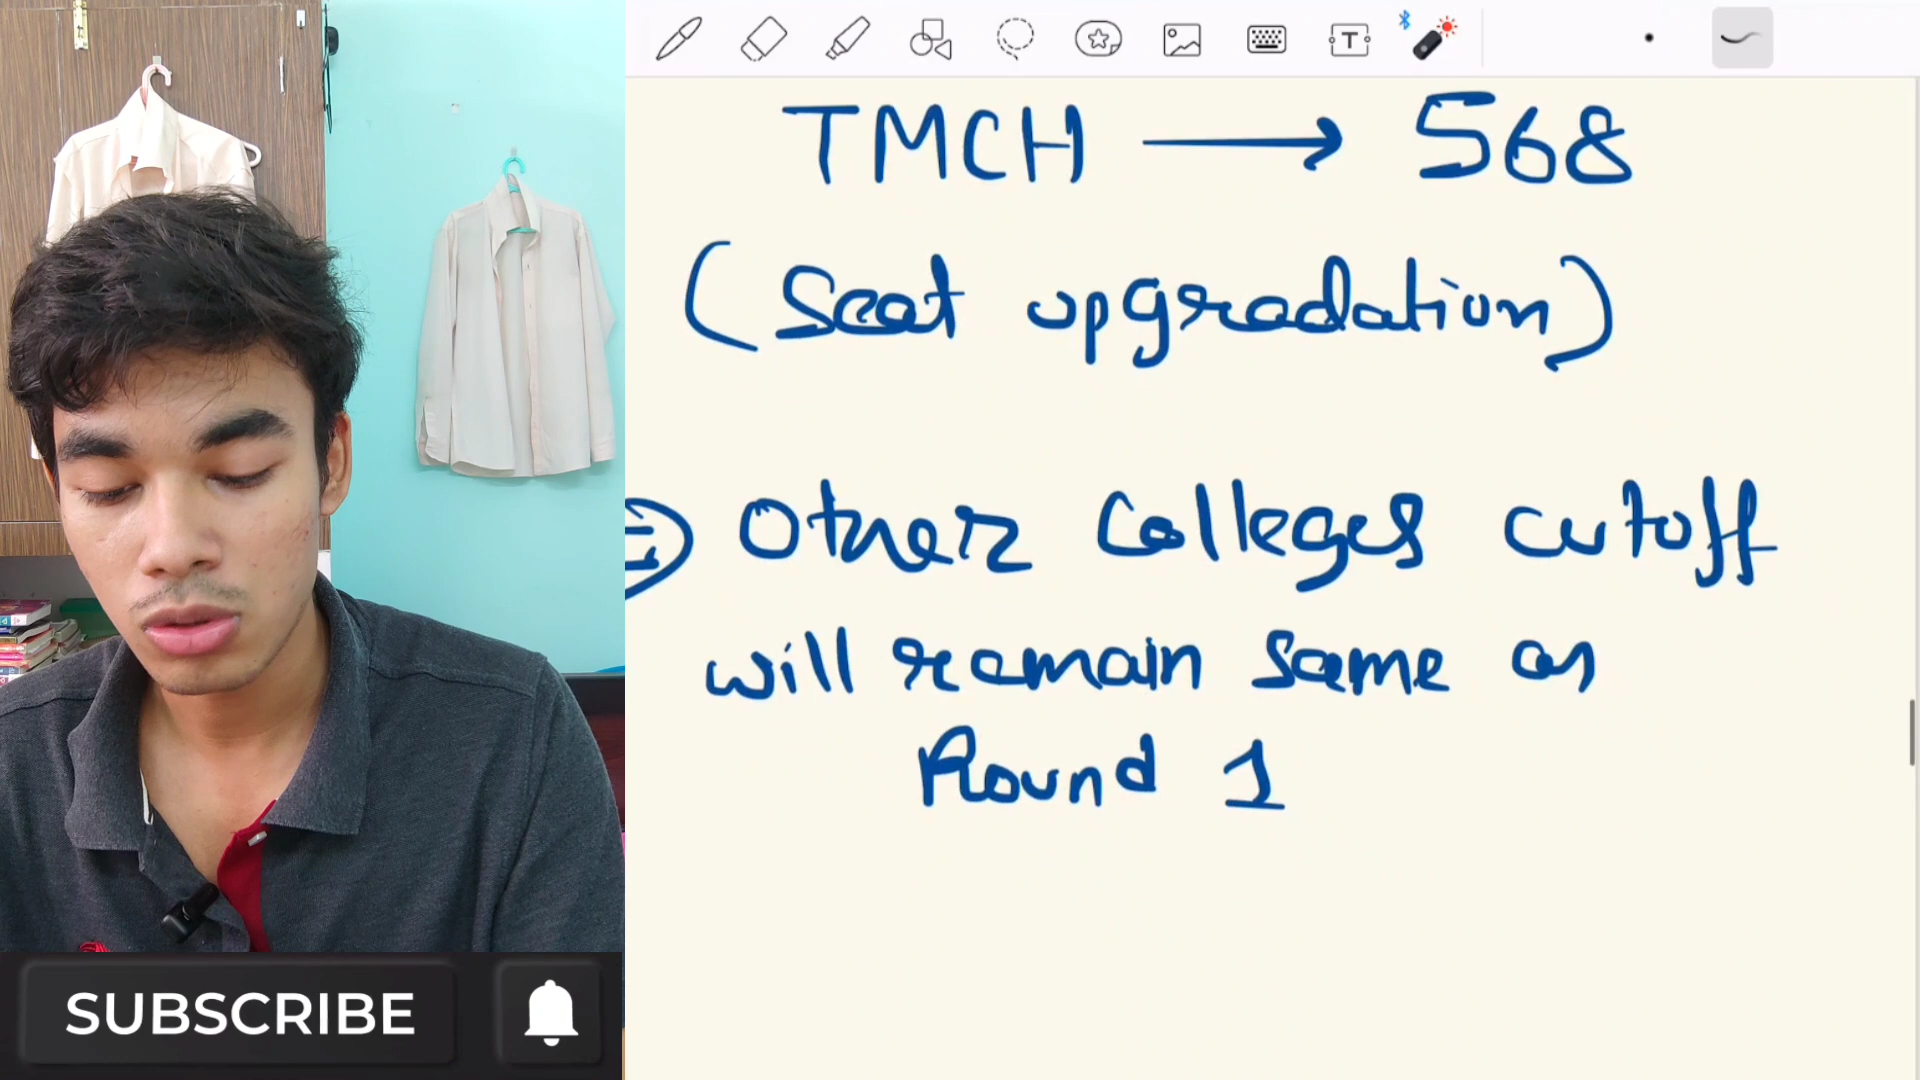 TMCH → 568
(Seat upgradation)
Other Colleges cutoff
will remain same as
Round 1
SUBSCRIBE